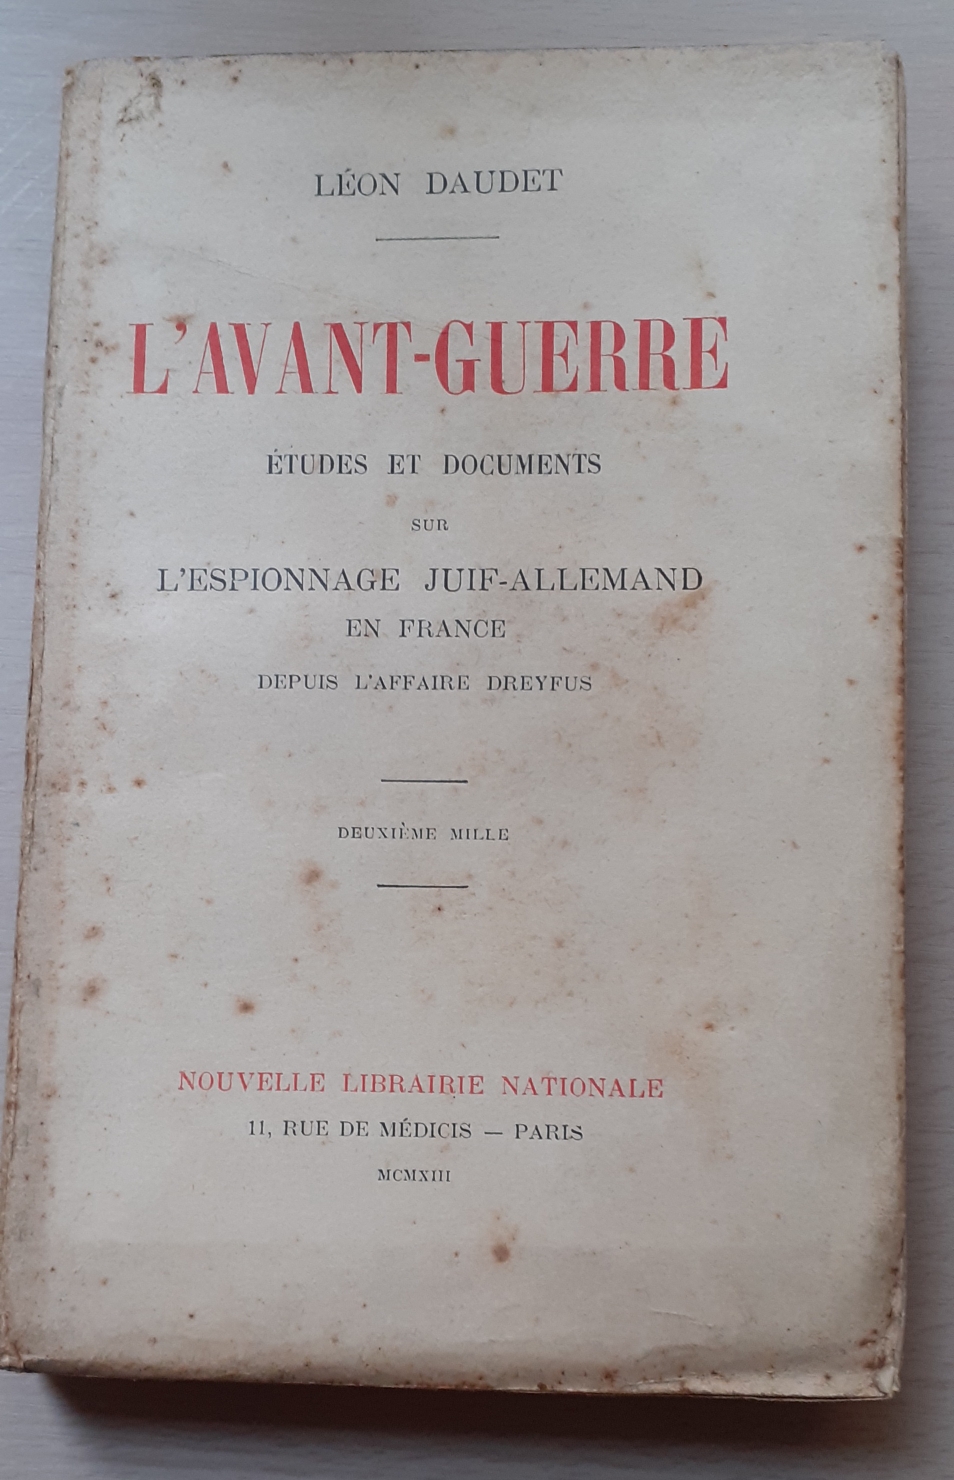 LÉON DAUDET
L'AVANT-GUERRE
ÉTUDES ET DOCUMENTS
SUR
L'ESPIONNAGE JUIF-ALLEMAND
EN FRANCE
DEPUIS L'AFFAIRE DREYFUS
DEUXIÈME MILLE
NOUVELLE LIBRAIRIE NATIONALE
11, RUE DE MÉDICIS — PARIS
MCMXIII